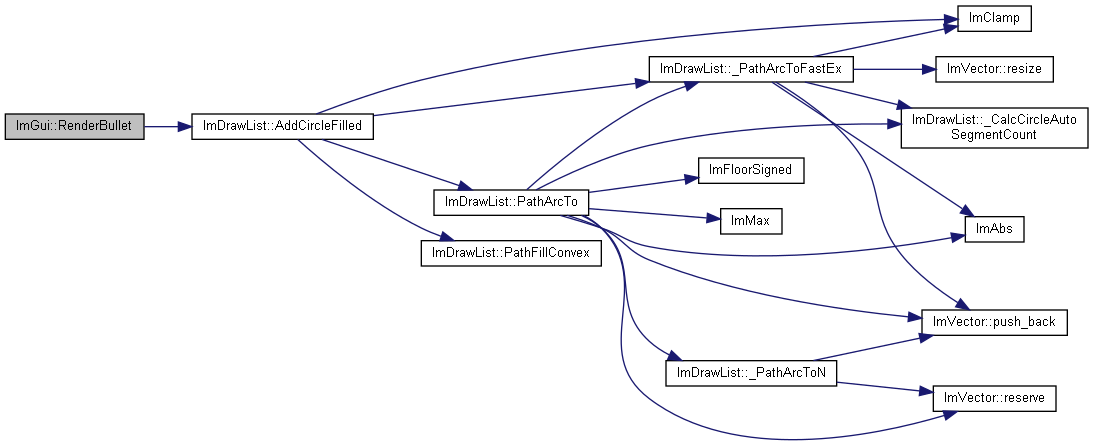 ImGui::RenderBullet
ImDrawList::AddCircleFilled
ImClamp
ImDrawList::_PathArcToFastEx
ImVector::resize
ImDrawList::_CalcCircleAuto
SegmentCount
ImFloorSigned
ImDrawList::PathArcTo
ImMax
ImAbs
ImDrawList::PathFillConvex
ImVector::push_back
ImDrawList::_PathArcToN
ImVector::reserve